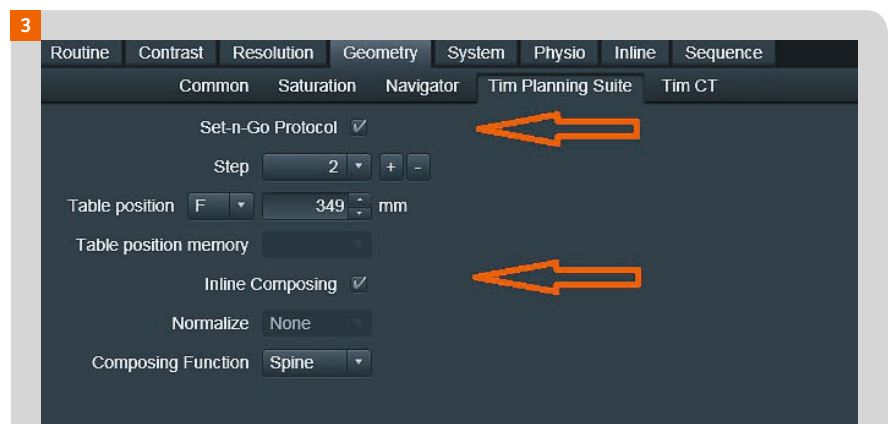 3
Routine Contrast Resolution Geometry System Physio Inline Sequence
Common Saturation Navigator Tim Planning Suite Tim CT
Set-n-Go Protocol
Step 2 + -
Table position F 349 mm
Table position memory
Inline Composing
Normalize None
Composing Function Spine